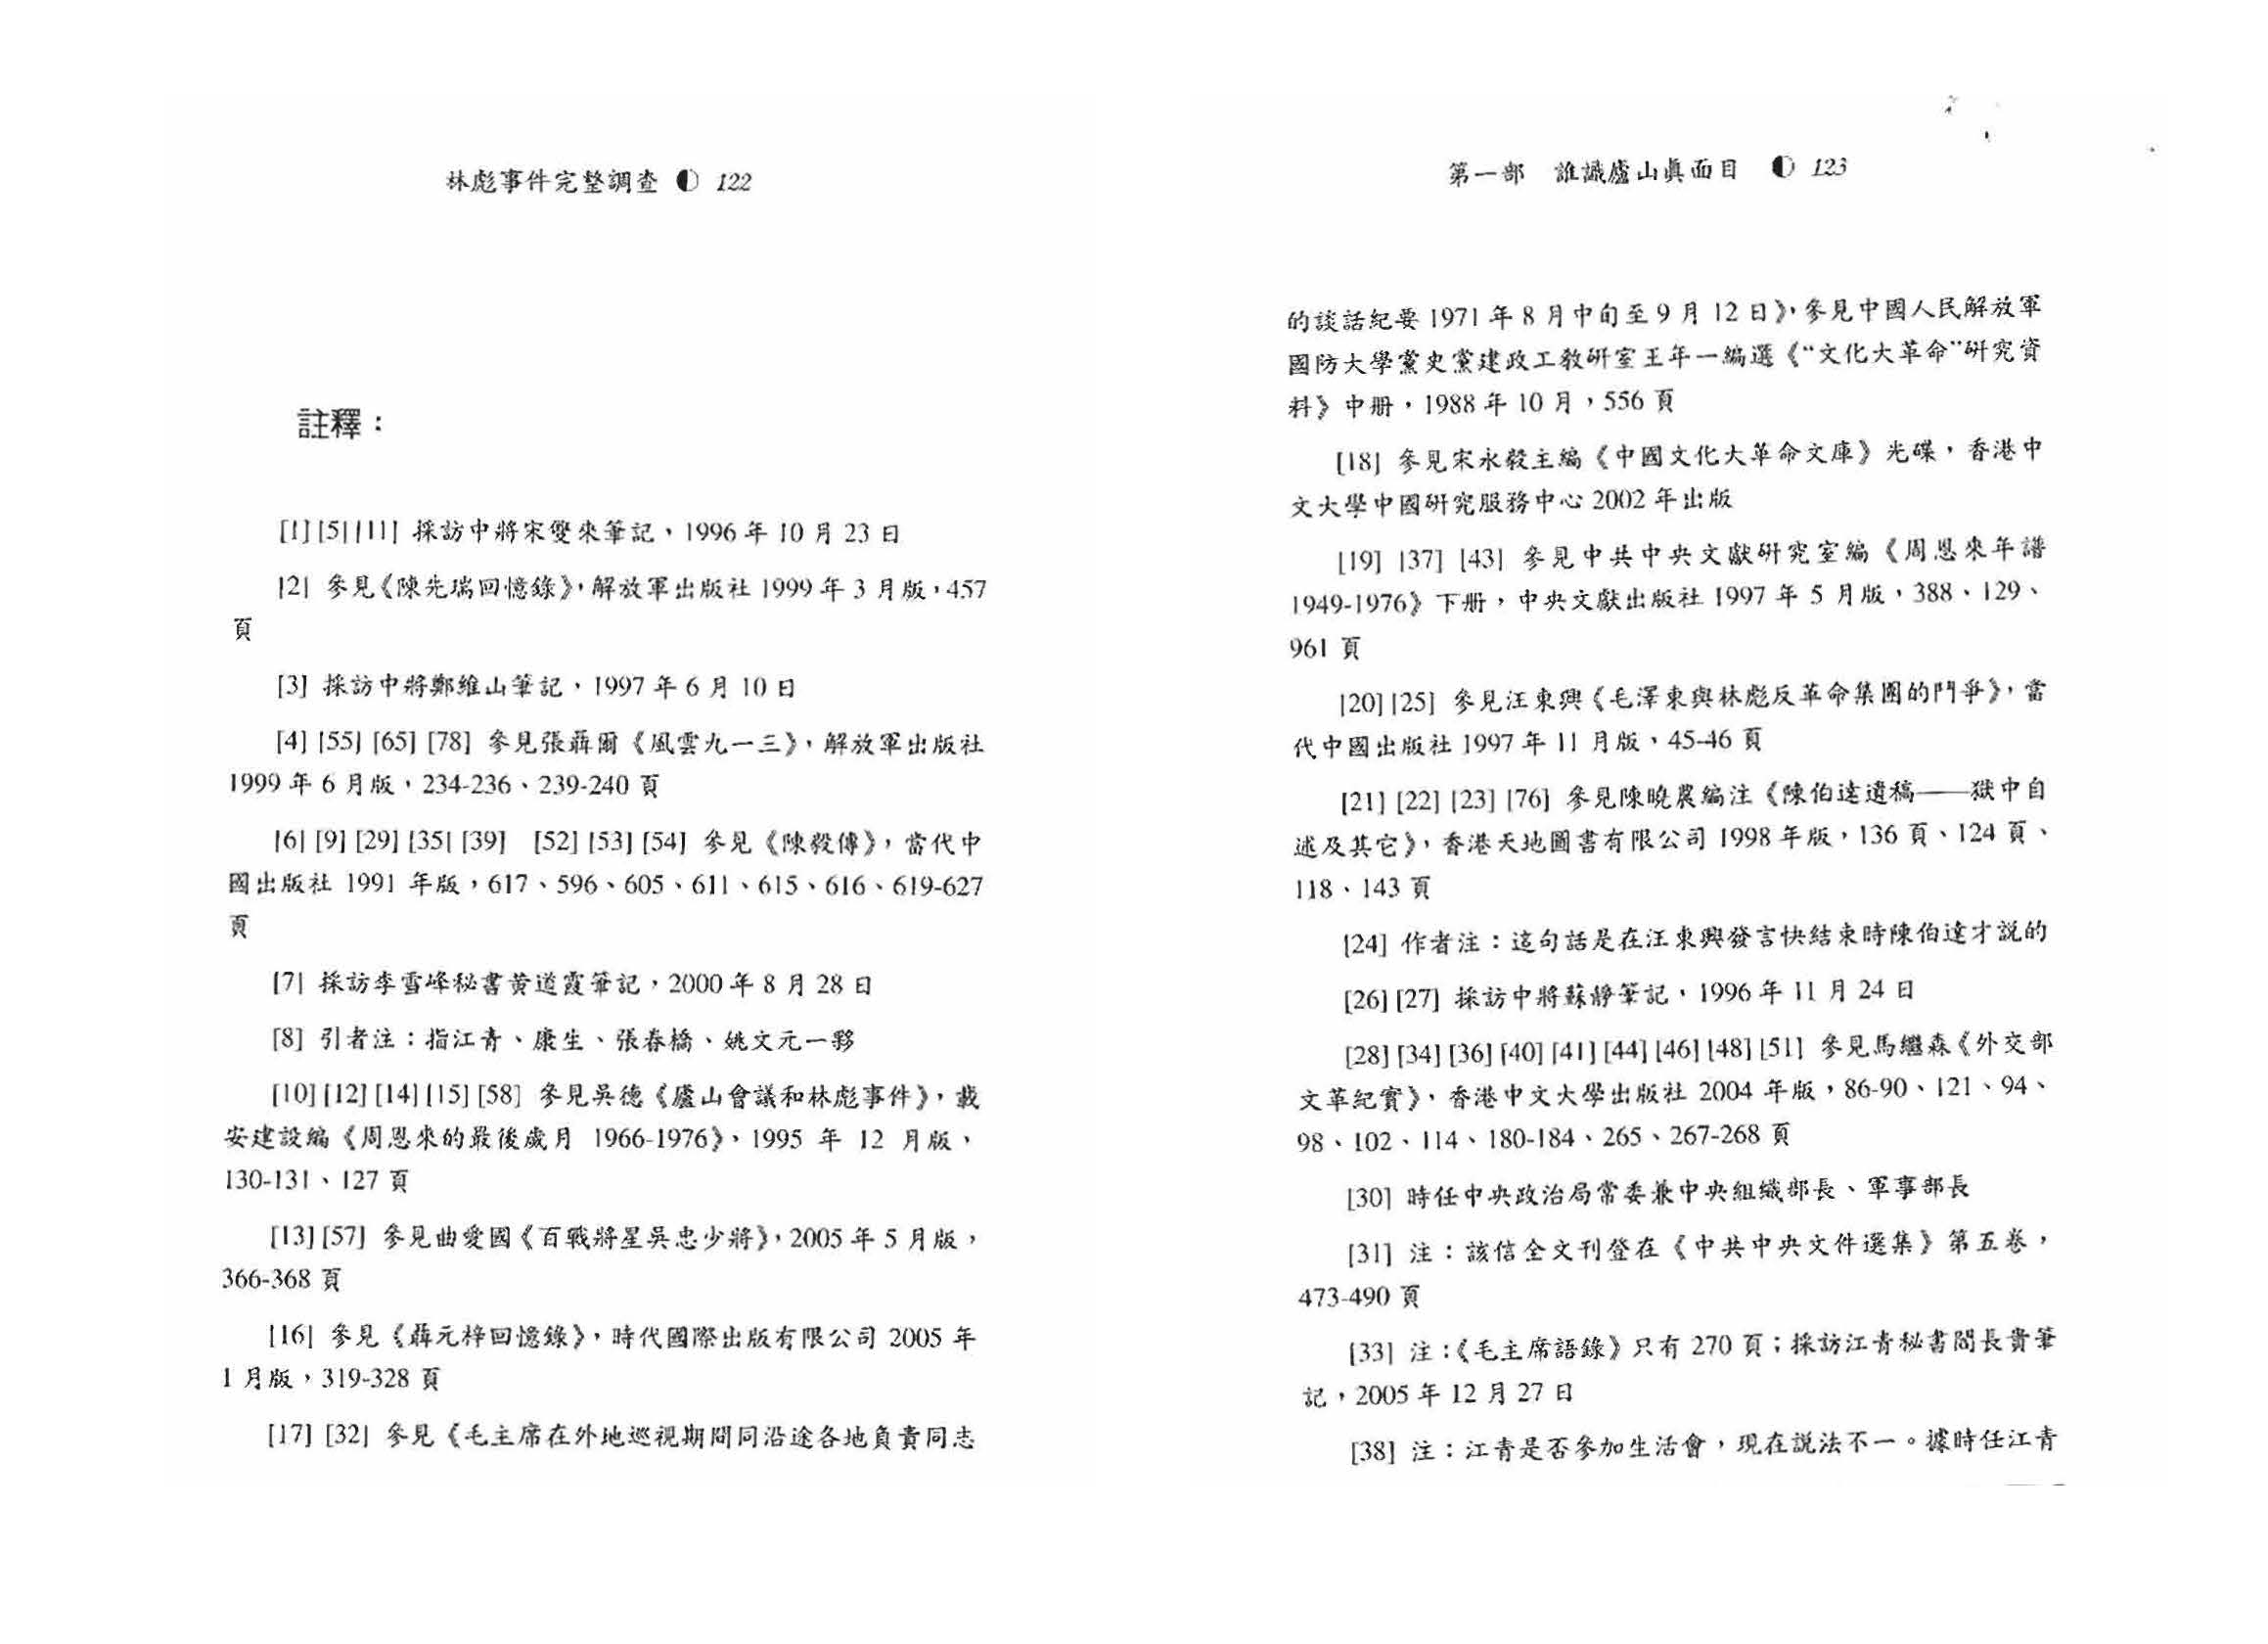 林彪事件完整調查 ◐ 122
註釋：
[1][5][11] 採訪中將宋雙來筆記，1996 年 10 月 23 日
[2] 參見《陳先瑞回憶錄》，解放軍出版社 1999 年 3 月版，457
頁
[3] 採訪中將鄭維山筆記，1997 年 6 月 10 日
[4] [55] [65] [78] 參見張聶爾《風雲九一三》，解放軍出版社
1999 年 6 月版，234-236、239-240 頁
[6] [9] [29] [35] [39] [52] [53] [54] 參見《陳毅傳》，當代中
國出版社 1991 年版，617、596、605、611、615、616、619-627
頁
[7] 採訪李雪峰秘書黄道霞筆記，2000 年 8 月 28 日
[8] 引者注：指江青、康生、張春橋、姚文元一夥
[10] [12] [14] [15] [58] 參見吳德《廬山會議和林彪事件》，載
安建設編《周恩來的最後歲月 1966-1976》，1995 年 12 月版，
130-131、127 頁
[13] [57] 參見曲愛國《百戰將星吳忠少將》，2005 年 5 月版，
366-368 頁
[16] 參見《聶元梓回憶錄》，時代國際出版有限公司 2005 年
1 月版，319-328 頁
[17] [32] 參見《毛主席在外地巡視期間同沿途各地負責同志
第一部 誰識廬山眞面目 ◐ 123
的談話紀要 1971 年 8 月中旬至 9 月 12 日》，參見中國人民解放軍
國防大學黨史黨建政工教研室王年一編選《“文化大革命”研究資
料》中册，1988 年 10 月，556 頁
[18] 參見宋永毅主編《中國文化大革命文庫》光碟，香港中
文大學中國研究服務中心 2002 年出版
[19] [37] [43] 參見中共中央文獻研究室編《周恩來年譜
1949-1976》下册，中央文獻出版社 1997 年 5 月版，388、129、
961 頁
[20] [25] 參見汪東興《毛澤東與林彪反革命集團的鬥爭》，當
代中國出版社 1997 年 11 月版，45-46 頁
[21] [22] [23] [76] 參見陳曉農編注《陳伯達遺稿——獄中自
述及其它》，香港天地圖書有限公司 1998 年版，136 頁、124 頁、
118、143 頁
[24] 作者注：這句話是在汪東興發言快結束時陳伯達才説的
[26] [27] 採訪中將蘇靜筆記，1996 年 11 月 24 日
[28] [34] [36] [40] [41] [44] [46] [48] [51] 參見馬繼森《外交部
文革紀實》，香港中文大學出版社 2004 年版，86-90、121、94、
98、102、114、180-184、265、267-268 頁
[30] 時任中央政治局常委兼中央組織部長、軍事部長
[31] 注：該信全文刊登在《中共中央文件選集》第五卷，
473-490 頁
[33] 注：《毛主席語錄》只有 270 頁；採訪江青秘書閻長貴筆
記，2005 年 12 月 27 日
[38] 注：江青是否參加生活會，現在説法不一。據時任江青